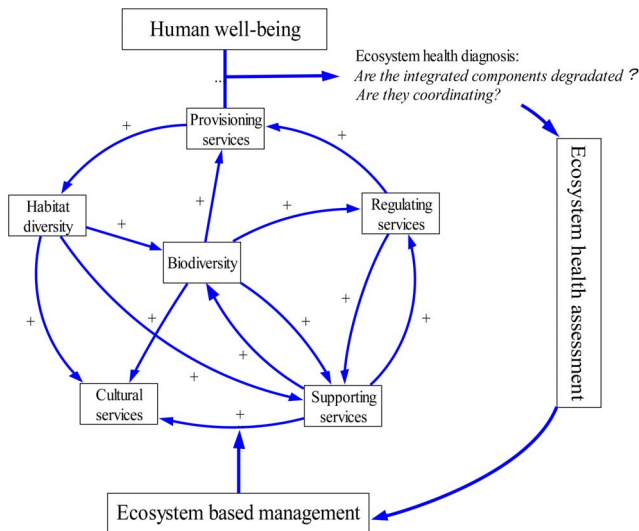 Human well-being
Ecosystem health diagnosis:
Are the integrated components degradated ?
Are they coordinating?
..
Provisioning
services
+
+
Habitat
diversity
+
+
+
Regulating
services
Biodiversity
Ecosystem health assessment
+
+
+
+
+
+
+
Cultural
services
+
Supporting
services
Ecosystem based management